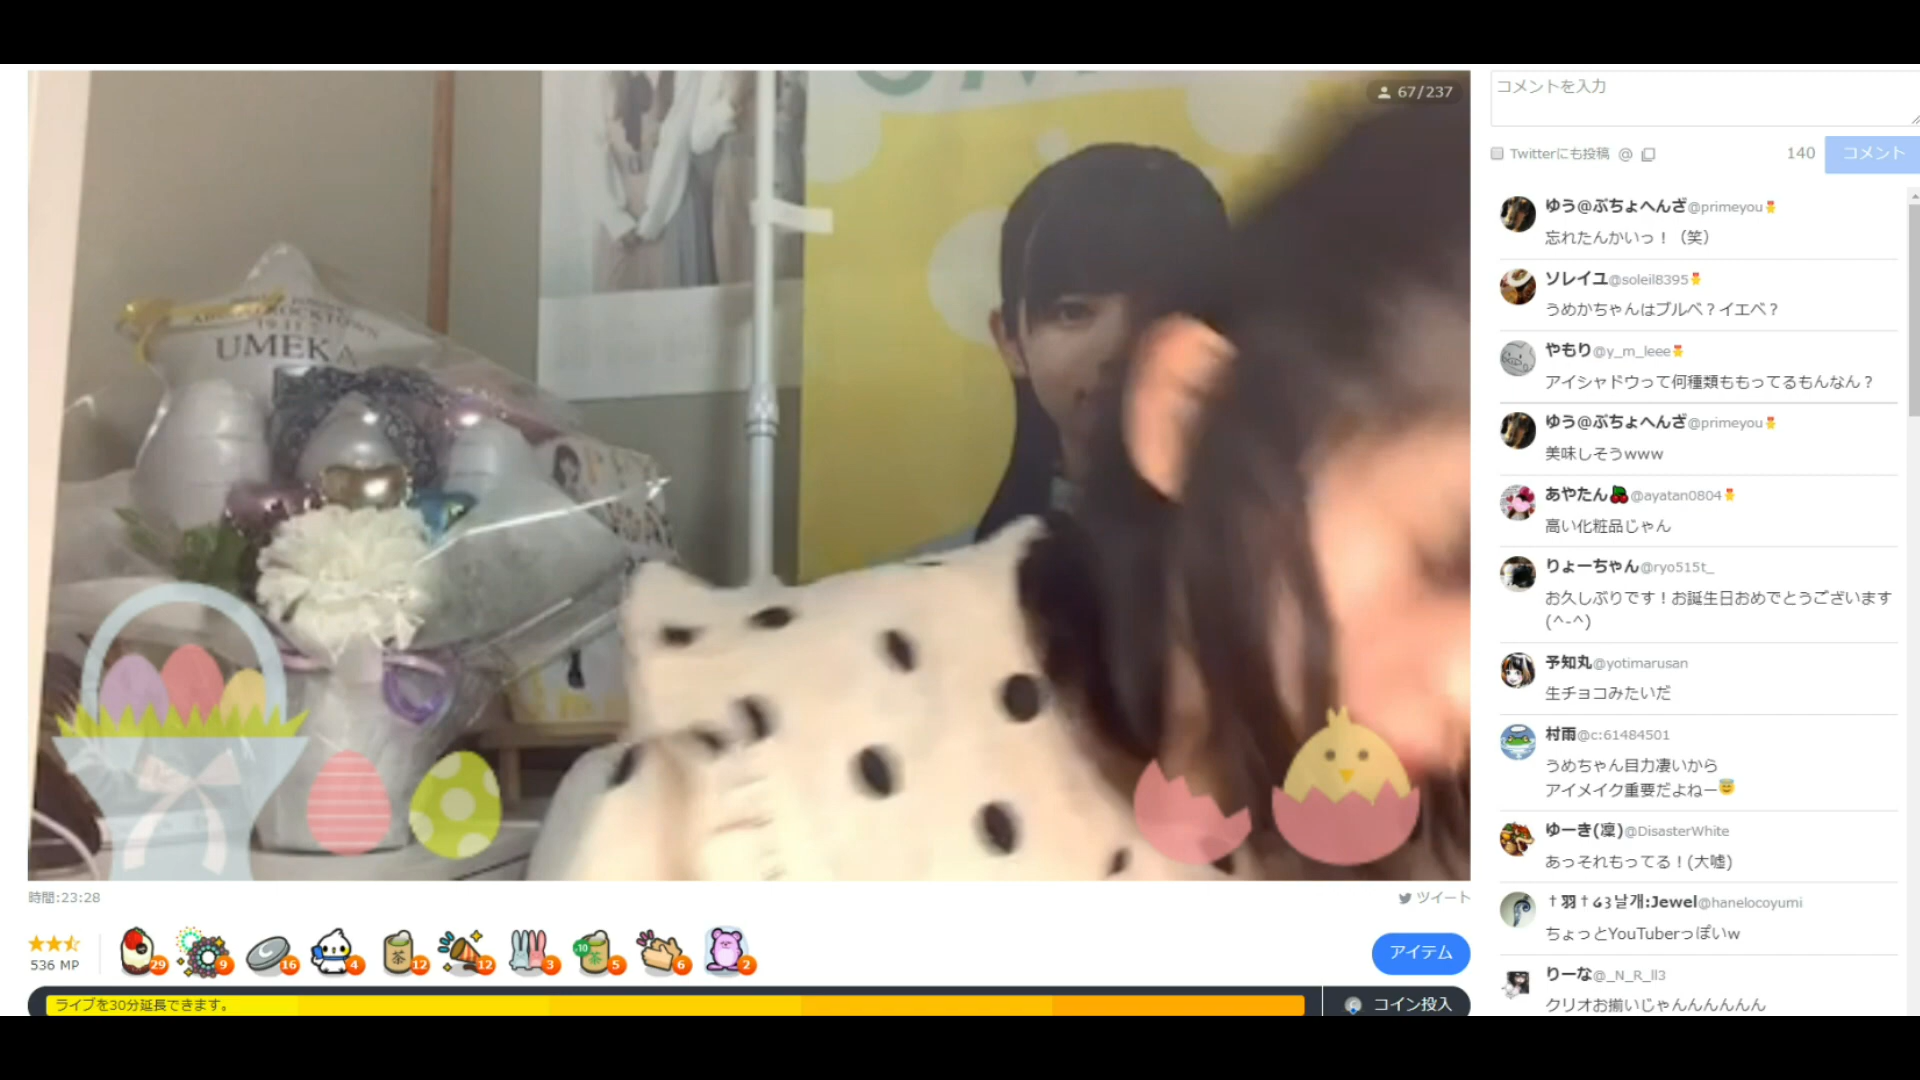 67/237
UMEKA
時間:23:28
ツイート
536 MP
29
9
16
4
12
12
3
-10
5
6
2
茶
アイテム
ライブを30分延長できます。
コイン投入
コメントを入力
Twitterにも投稿 @
140
コメント
ゆう@ぷちょへんざ@primeyou
忘れたんかいっ！（笑）
ソレイユ@soleil8395
うめかちゃんはブルベ？イエベ？
やもり@y_m_leee
アイシャドウって何種類ももってるもんなん？
ゆう@ぷちょへんざ@primeyou
美味しそうwww
あやたん🍒@ayatan0804
高い化粧品じゃん
りょーちゃん@ryo515t_
お久しぶりです！お誕生日おめでとうございます
(^-^)
予知丸@yotimarusan
生チョコみたいだ
村雨@c:61484501
うめちゃん目力凄いから
アイメイク重要だよねー😇
ゆーき(凜)@DisasterWhite
あっそれもってる！(大嘘)
†羽†໒꒱날개:Jewel@hanelocoyumi
ちょっとYouTuberっぽいw
りーな@_N_R_ll3
クリオお揃いじゃんんんんんん